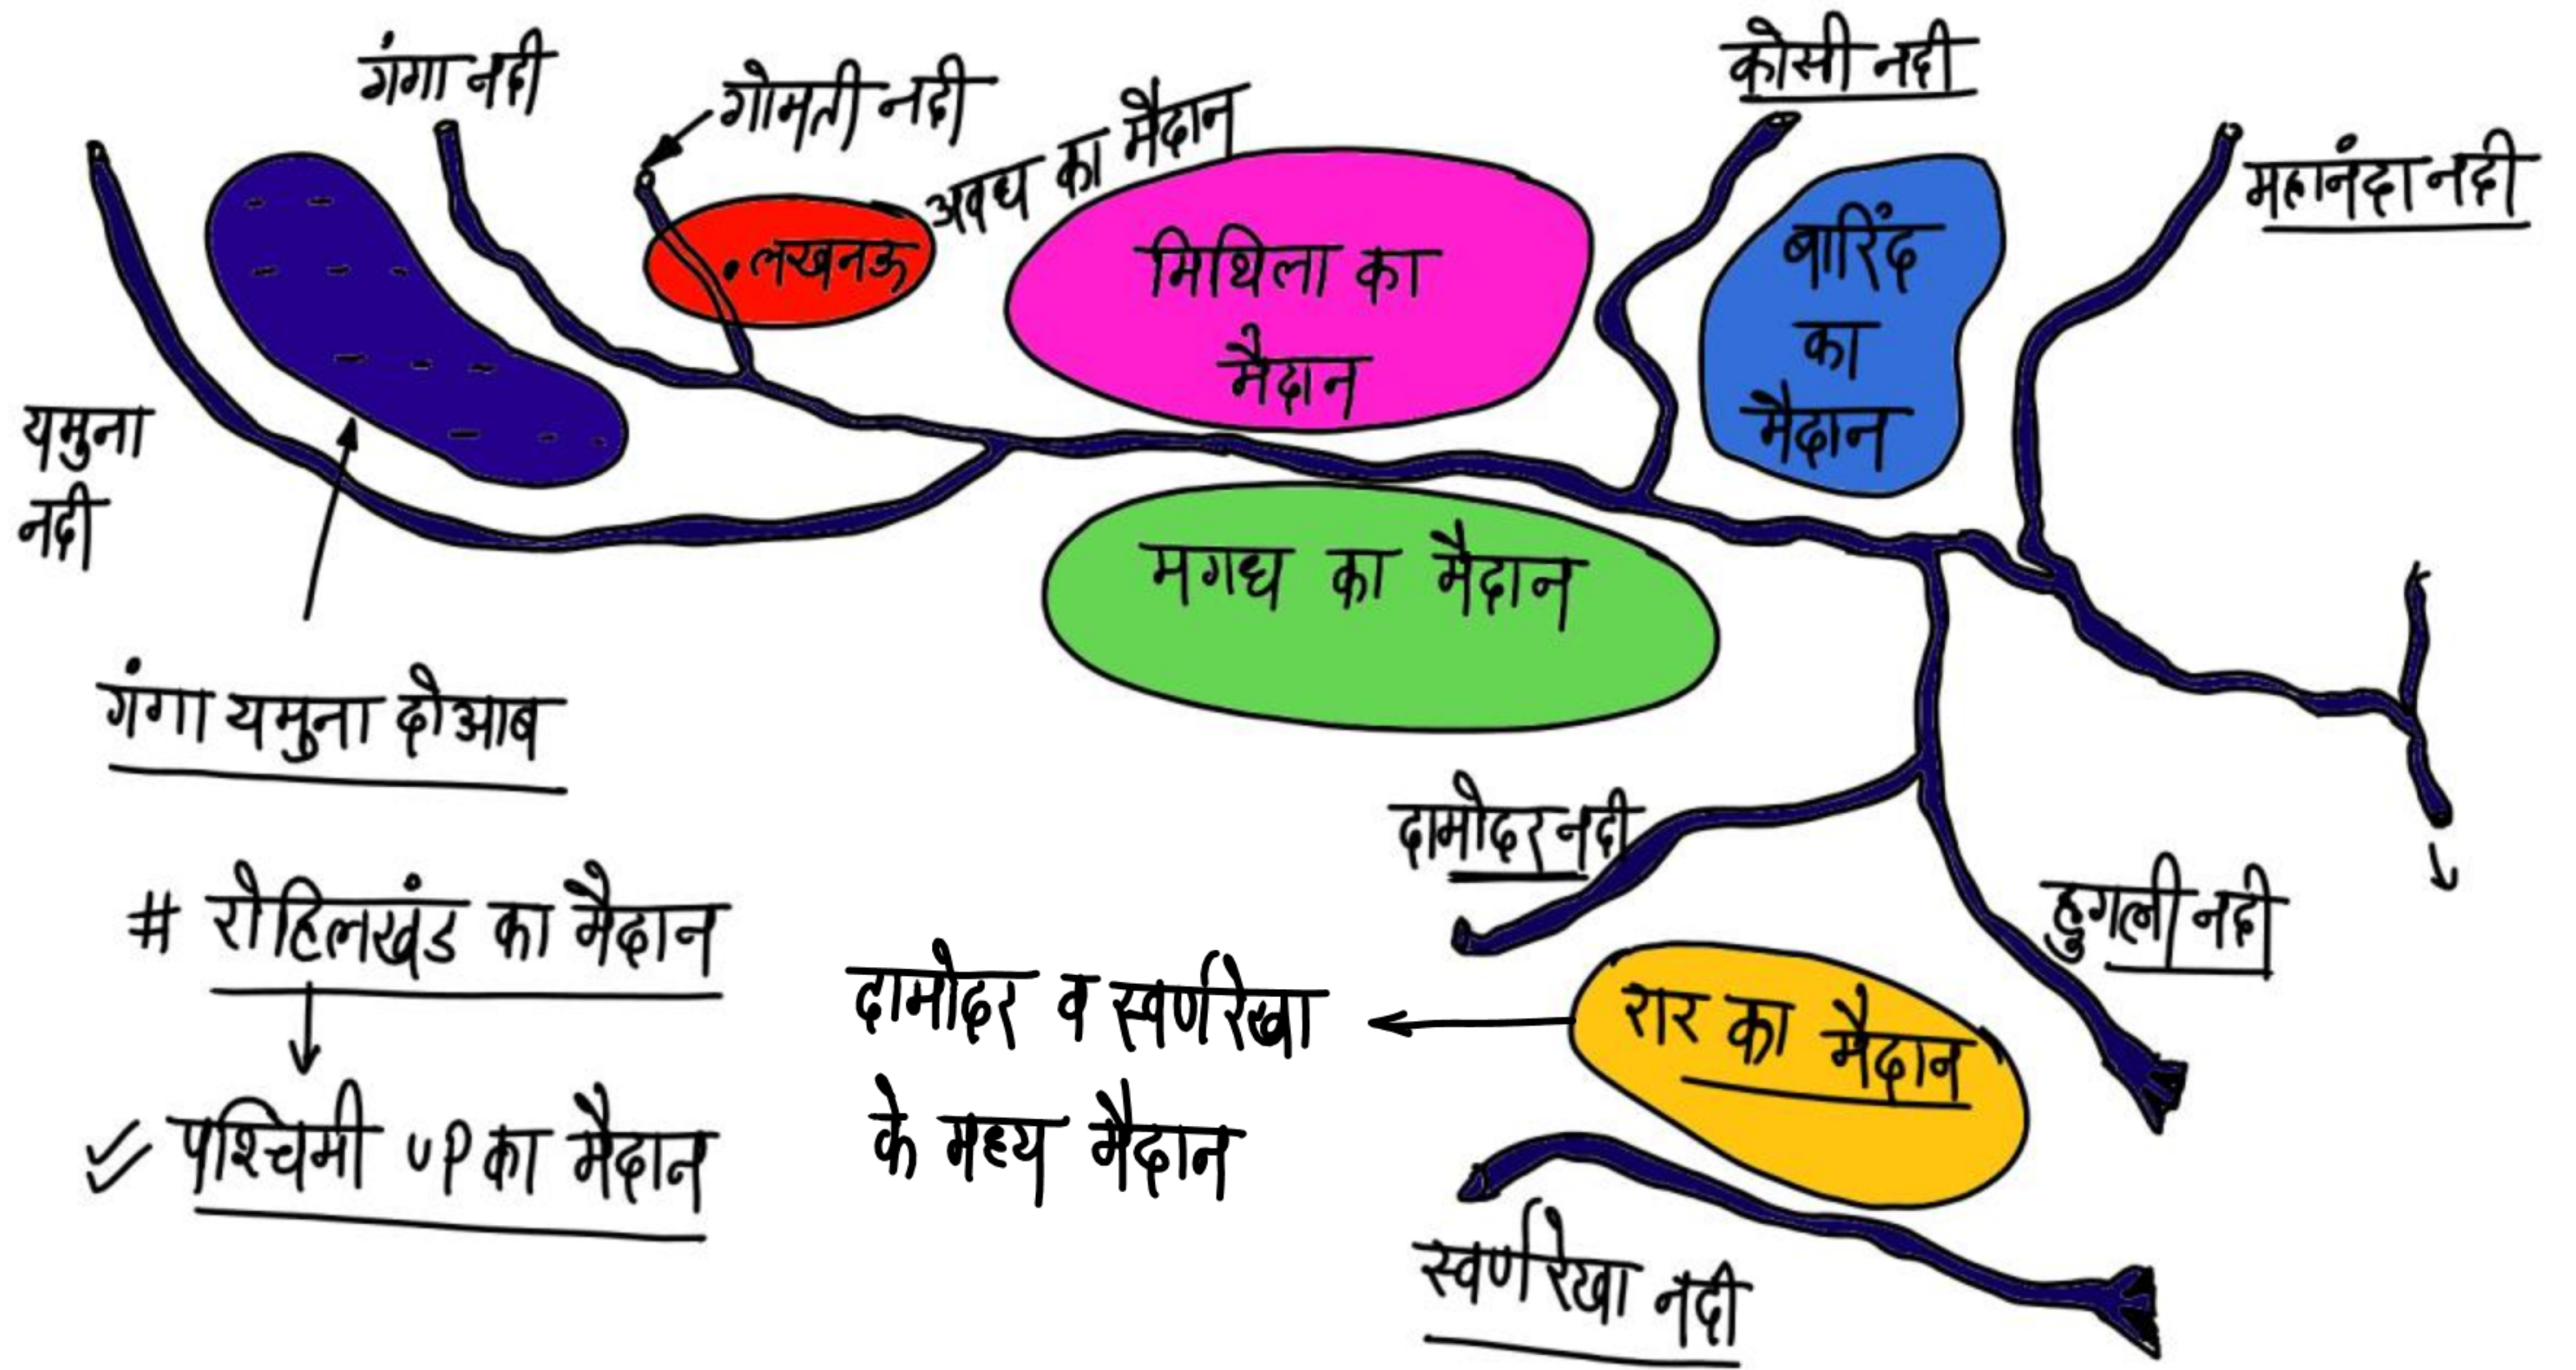 गंगा नदी
गोमती नदी
अवध का मैदान
कोसी नदी
महानंदा नदी
लखनऊ
मिथिला का
मैदान
बारिंद
का
मैदान
यमुना
नदी
मगध का मैदान
गंगा यमुना दोआब
दामोदर नदी
हुगली नदी
# रोहिलखंड का मैदान
पश्चिमी UP का मैदान
दामोदर व स्वर्णरेखा
के मध्य मैदान
रार का मैदान
स्वर्णरेखा नदी